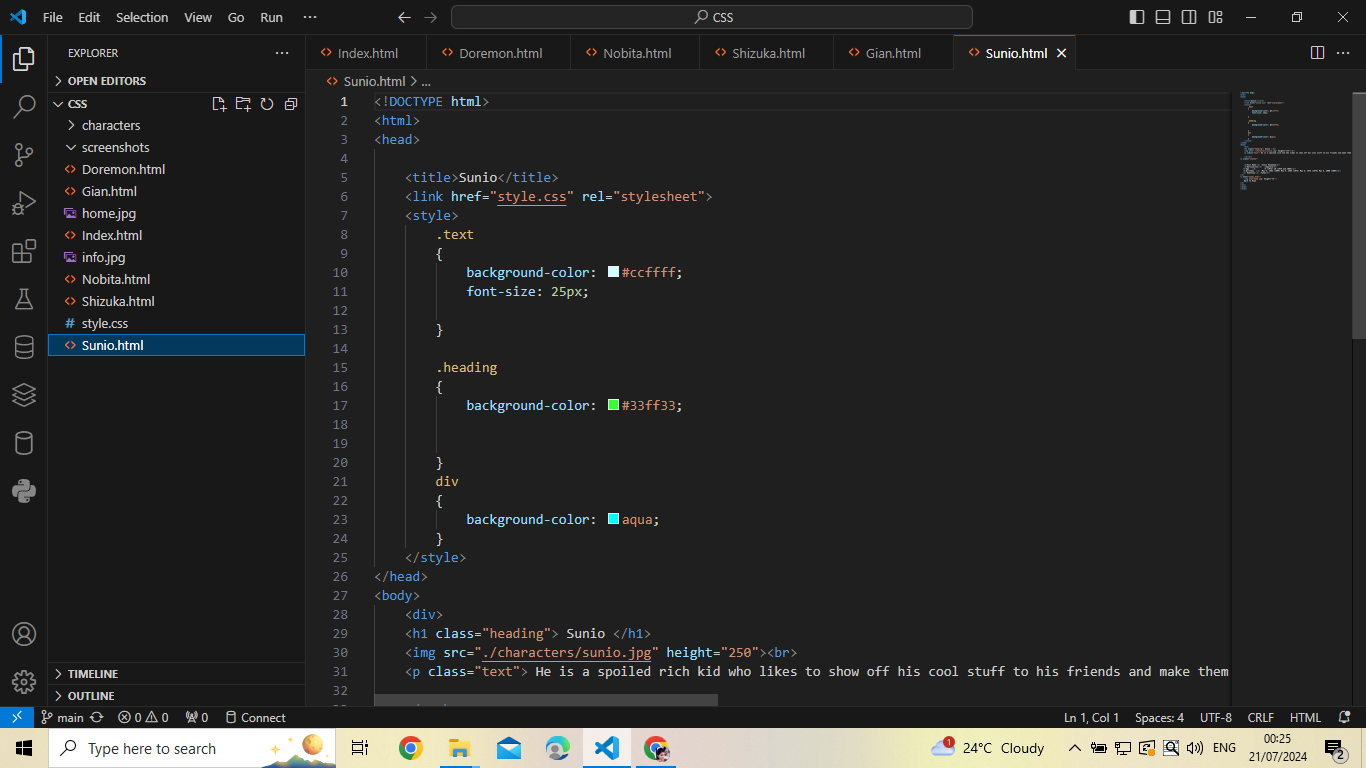 File Edit Selection View Go Run ··· CSS
EXPLORER ···
Index.html Doremon.html Nobita.html Shizuka.html Gian.html Sunio.html
OPEN EDITORS
Sunio.html > ...
CSS
characters
screenshots
Doremon.html
Gian.html
home.jpg
Index.html
info.jpg
Nobita.html
Shizuka.html
style.css
Sunio.html
TIMELINE
OUTLINE
1 <!DOCTYPE html>
2 <html>
3 <head>
4
5 <title>Sunio</title>
6 <link href="style.css" rel="stylesheet">
7 <style>
8 .text
9 {
10 background-color: #ccffff;
11 font-size: 25px;
12
13 }
14
15 .heading
16 {
17 background-color: #33ff33;
18
19
20 }
21 div
22 {
23 background-color: aqua;
24 }
25 </style>
26 </head>
27 <body>
28 <div>
29 <h1 class="heading"> Sunio </h1>
30 <img src="./characters/sunio.jpg" height="250"><br>
31 <p class="text"> He is a spoiled rich kid who likes to show off his cool stuff to his friends and make them
32
main 0 0 0 Connect Ln 1, Col 1 Spaces: 4 UTF-8 CRLF HTML
Type here to search 1 24°C Cloudy ENG 00:25 21/07/2024 2